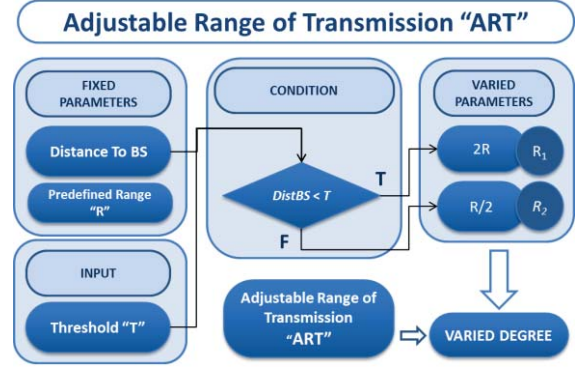 Adjustable Range of Transmission “ART”
FIXED
PARAMETERS
Distance To BS
Predefined Range
“R”
INPUT
Threshold “T”
CONDITION
DistBS < T
T
F
VARIED
PARAMETERS
2R
R₁
R/2
R₂
Adjustable Range of
Transmission
“ART”
VARIED DEGREE